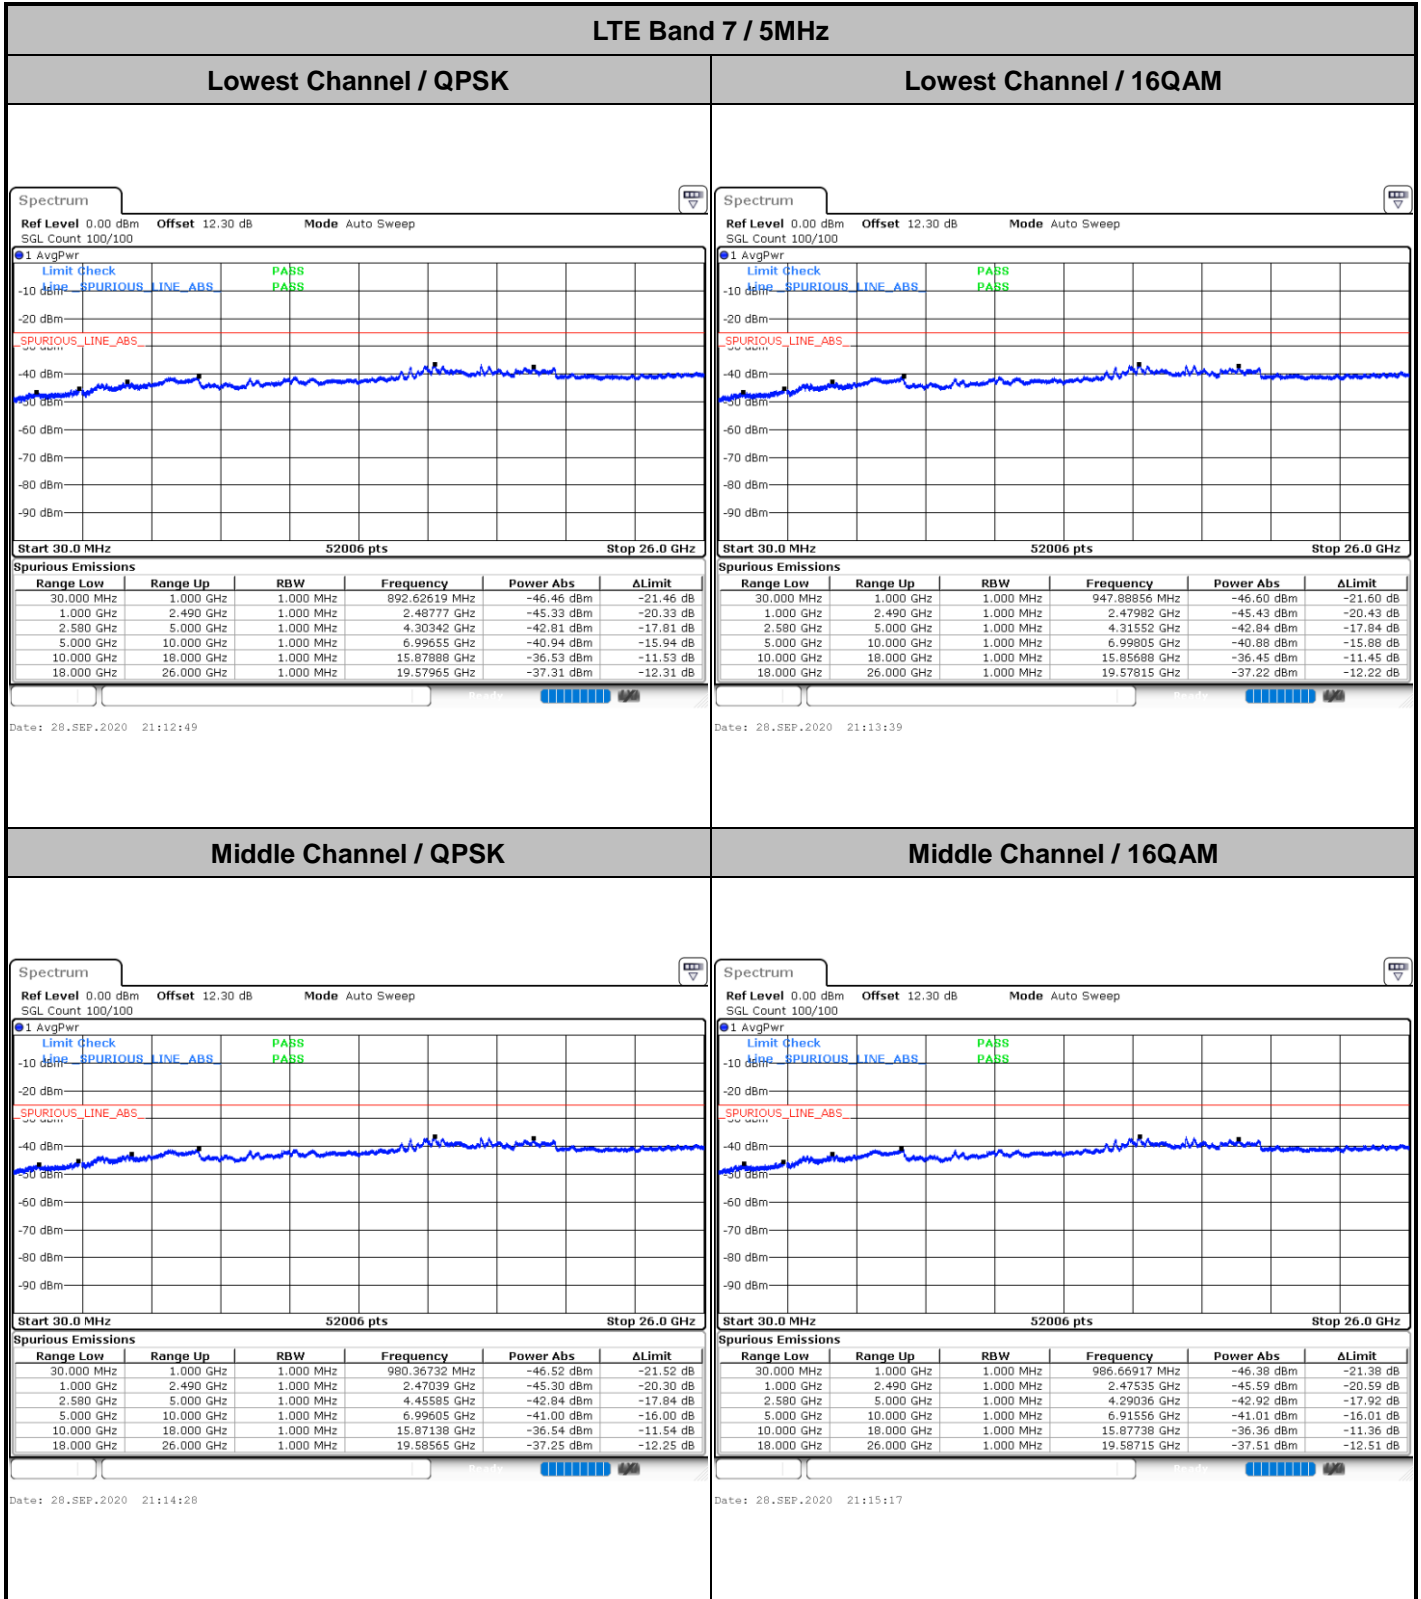 LTE Band 7 / 5MHz
Lowest Channel / QPSK
Lowest Channel / 16QAM
Spectrum
Ref Level 0.00 dBm Offset 12.30 dB Mode Auto Sweep
SGL Count 100/100
1 AvgPwr
Limit Check PASS
Line _SPURIOUS_LINE_ABS_ PASS
-10 dBm
-20 dBm
_SPURIOUS_LINE_ABS_
-30 dBm
-40 dBm
-50 dBm
-60 dBm
-70 dBm
-80 dBm
-90 dBm
Start 30.0 MHz 52006 pts Stop 26.0 GHz
Spurious Emissions
Range Low Range Up RBW Frequency Power Abs ΔLimit
30.000 MHz 1.000 GHz 1.000 MHz 892.62619 MHz -46.46 dBm -21.46 dB
1.000 GHz 2.490 GHz 1.000 MHz 2.48777 GHz -45.33 dBm -20.33 dB
2.580 GHz 5.000 GHz 1.000 MHz 4.30342 GHz -42.81 dBm -17.81 dB
5.000 GHz 10.000 GHz 1.000 MHz 6.99655 GHz -40.94 dBm -15.94 dB
10.000 GHz 18.000 GHz 1.000 MHz 15.87888 GHz -36.53 dBm -11.53 dB
18.000 GHz 26.000 GHz 1.000 MHz 19.57965 GHz -37.31 dBm -12.31 dB
Ready
Date: 28.SEP.2020 21:12:49
Spectrum
Ref Level 0.00 dBm Offset 12.30 dB Mode Auto Sweep
SGL Count 100/100
1 AvgPwr
Limit Check PASS
Line _SPURIOUS_LINE_ABS_ PASS
-10 dBm
-20 dBm
_SPURIOUS_LINE_ABS_
-30 dBm
-40 dBm
-50 dBm
-60 dBm
-70 dBm
-80 dBm
-90 dBm
Start 30.0 MHz 52006 pts Stop 26.0 GHz
Spurious Emissions
Range Low Range Up RBW Frequency Power Abs ΔLimit
30.000 MHz 1.000 GHz 1.000 MHz 947.88856 MHz -46.60 dBm -21.60 dB
1.000 GHz 2.490 GHz 1.000 MHz 2.47982 GHz -45.43 dBm -20.43 dB
2.580 GHz 5.000 GHz 1.000 MHz 4.31552 GHz -42.84 dBm -17.84 dB
5.000 GHz 10.000 GHz 1.000 MHz 6.99805 GHz -40.88 dBm -15.88 dB
10.000 GHz 18.000 GHz 1.000 MHz 15.85688 GHz -36.45 dBm -11.45 dB
18.000 GHz 26.000 GHz 1.000 MHz 19.57815 GHz -37.22 dBm -12.22 dB
Ready
Date: 28.SEP.2020 21:13:39
Middle Channel / QPSK
Middle Channel / 16QAM
Spectrum
Ref Level 0.00 dBm Offset 12.30 dB Mode Auto Sweep
SGL Count 100/100
1 AvgPwr
Limit Check PASS
Line _SPURIOUS_LINE_ABS_ PASS
-10 dBm
-20 dBm
_SPURIOUS_LINE_ABS_
-30 dBm
-40 dBm
-50 dBm
-60 dBm
-70 dBm
-80 dBm
-90 dBm
Start 30.0 MHz 52006 pts Stop 26.0 GHz
Spurious Emissions
Range Low Range Up RBW Frequency Power Abs ΔLimit
30.000 MHz 1.000 GHz 1.000 MHz 980.36732 MHz -46.52 dBm -21.52 dB
1.000 GHz 2.490 GHz 1.000 MHz 2.47039 GHz -45.30 dBm -20.30 dB
2.580 GHz 5.000 GHz 1.000 MHz 4.45585 GHz -42.84 dBm -17.84 dB
5.000 GHz 10.000 GHz 1.000 MHz 6.99605 GHz -41.00 dBm -16.00 dB
10.000 GHz 18.000 GHz 1.000 MHz 15.87138 GHz -36.54 dBm -11.54 dB
18.000 GHz 26.000 GHz 1.000 MHz 19.58565 GHz -37.25 dBm -12.25 dB
Ready
Date: 28.SEP.2020 21:14:28
Spectrum
Ref Level 0.00 dBm Offset 12.30 dB Mode Auto Sweep
SGL Count 100/100
1 AvgPwr
Limit Check PASS
Line _SPURIOUS_LINE_ABS_ PASS
-10 dBm
-20 dBm
_SPURIOUS_LINE_ABS_
-30 dBm
-40 dBm
-50 dBm
-60 dBm
-70 dBm
-80 dBm
-90 dBm
Start 30.0 MHz 52006 pts Stop 26.0 GHz
Spurious Emissions
Range Low Range Up RBW Frequency Power Abs ΔLimit
30.000 MHz 1.000 GHz 1.000 MHz 986.66917 MHz -46.38 dBm -21.38 dB
1.000 GHz 2.490 GHz 1.000 MHz 2.47535 GHz -45.59 dBm -20.59 dB
2.580 GHz 5.000 GHz 1.000 MHz 4.29036 GHz -42.92 dBm -17.92 dB
5.000 GHz 10.000 GHz 1.000 MHz 6.91556 GHz -41.01 dBm -16.01 dB
10.000 GHz 18.000 GHz 1.000 MHz 15.87738 GHz -36.36 dBm -11.36 dB
18.000 GHz 26.000 GHz 1.000 MHz 19.58715 GHz -37.51 dBm -12.51 dB
Ready
Date: 28.SEP.2020 21:15:17